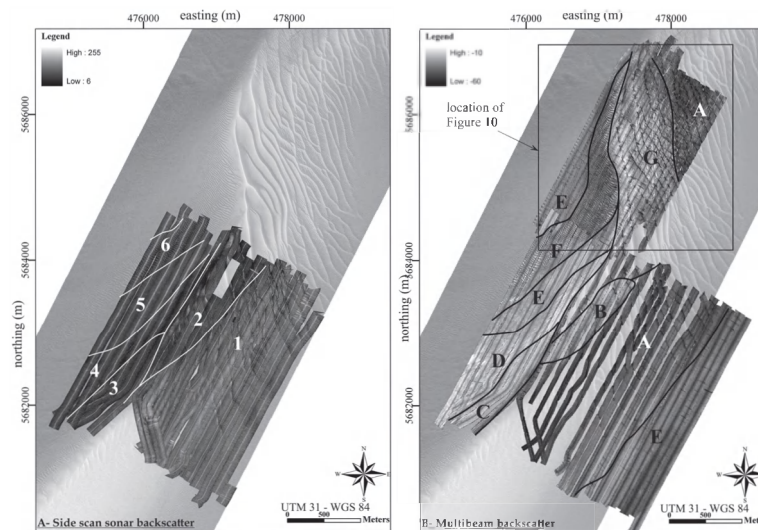 easting (m)
476000
478000
Legend
High : 255
Low : 6
5686000
5684000
5682000
northing (m)
6
5
4
3
2
1
N
W
E
S
UTM 31 - WGS 84
0
500
Meters
A- Side scan sonar backscatter
easting (m)
476000
478000
Legend
High : -10
Low : -60
location of
Figure 10
5686000
5684000
5682000
northing (m)
A
G
E
F
E
B
D
A
C
E
N
W
E
S
UTM 31 - WGS 84
0
500
Meters
B- Multibeam backscatter